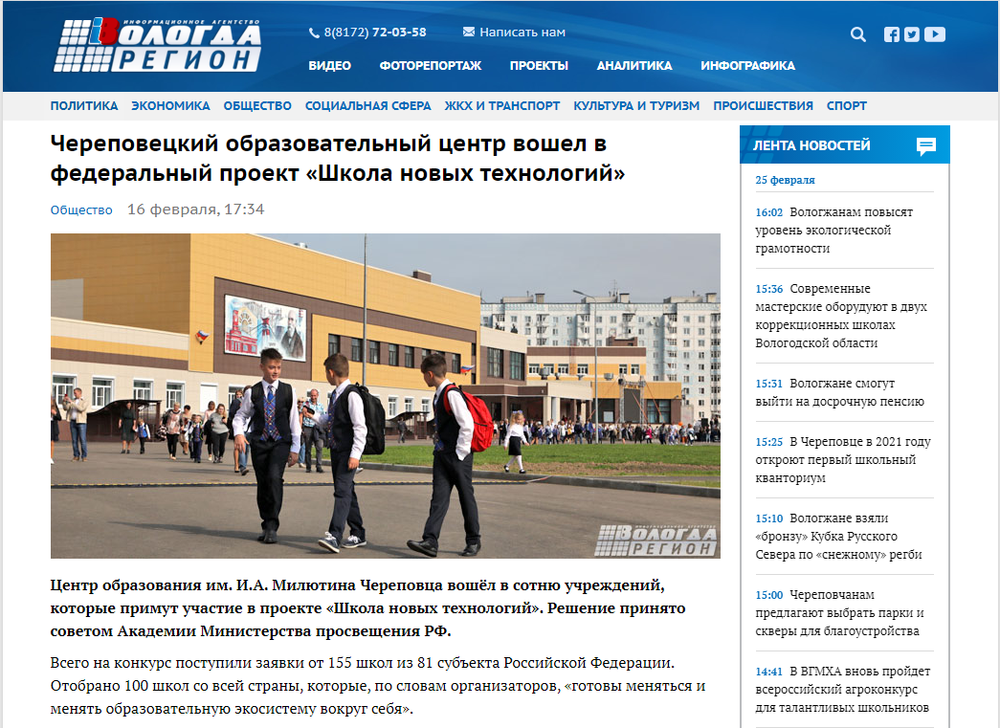 ИНФОРМАЦИОННОЕ АГЕНТСТВО
ВОЛОГДА
РЕГИОН
8(8172) 72-03-58
Написать нам
ВИДЕО ФОТОРЕПОРТАЖ ПРОЕКТЫ АНАЛИТИКА ИНФОГРАФИКА
ПОЛИТИКА ЭКОНОМИКА ОБЩЕСТВО СОЦИАЛЬНАЯ СФЕРА ЖКХ И ТРАНСПОРТ КУЛЬТУРА И ТУРИЗМ ПРОИСШЕСТВИЯ СПОРТ
Череповецкий образовательный центр вошел в
федеральный проект «Школа новых технологий»
Общество 16 февраля, 17:34
ИНФОРМАЦИОННОЕ АГЕНТСТВО
ВОЛОГДА
РЕГИОН
Центр образования им. И.А. Милютина Череповца вошёл в сотню учреждений,
которые примут участие в проекте «Школа новых технологий». Решение принято
советом Академии Министерства просвещения РФ.
Всего на конкурс поступили заявки от 155 школ из 81 субъекта Российской Федерации.
Отобрано 100 школ со всей страны, которые, по словам организаторов, «готовы меняться и
менять образовательную экосистему вокруг себя».
ЛЕНТА НОВОСТЕЙ
25 февраля
16:02 Вологжанам повысят
уровень экологической
грамотности
15:36 Современные
мастерские оборудуют в двух
коррекционных школах
Вологодской области
15:31 Вологжане смогут
выйти на досрочную пенсию
15:25 В Череповце в 2021 году
откроют первый школьный
кванториум
15:10 Вологжане взяли
«бронзу» Кубка Русского
Севера по «снежному» регби
15:00 Череповчанам
предлагают выбрать парки и
скверы для благоустройства
14:41 В ВГМХА вновь пройдет
всероссийский агроконкурс
для талантливых школьников